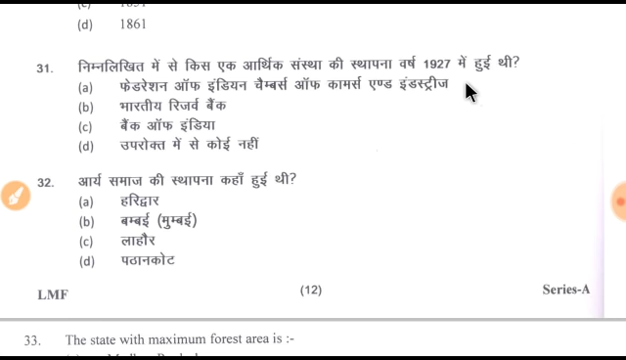 (d) 1861
31. निम्नलिखित में से किस एक आर्थिक संस्था की स्थापना वर्ष 1927 में हुई थी?
(a) फेडरेशन ऑफ इंडियन चैम्बर्स ऑफ कामर्स एण्ड इंडस्ट्रीज
(b) भारतीय रिजर्व बैंक
(c) बैंक ऑफ इंडिया
(d) उपरोक्त में से कोई नहीं
32. आर्य समाज की स्थापना कहाँ हुई थी?
(a) हरिद्वार
(b) बम्बई (मुम्बई)
(c) लाहौर
(d) पठानकोट
LMF (12) Series-A
33. The state with maximum forest area is :-